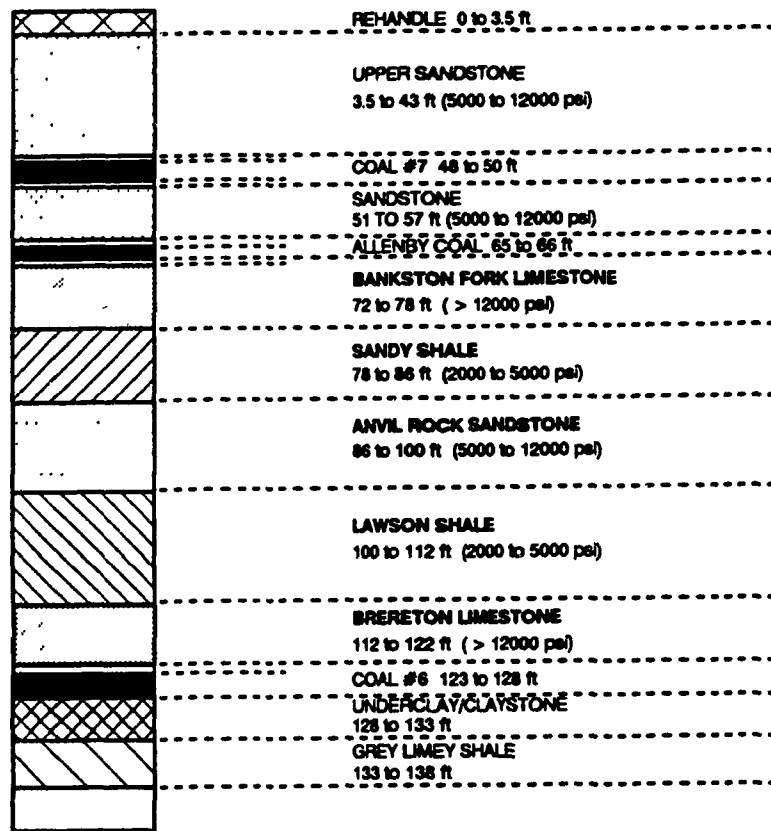 REHANDLE 0 to 3.5 ft
UPPER SANDSTONE
3.5 to 43 ft (5000 to 12000 psi)
COAL #7 48 to 50 ft
SANDSTONE
51 TO 57 ft (5000 to 12000 psi)
ALLENBY COAL 65 to 66 ft
BANKSTON FORK LIMESTONE
72 to 78 ft ( > 12000 psi)
SANDY SHALE
78 to 86 ft (2000 to 5000 psi)
ANVIL ROCK SANDSTONE
86 to 100 ft (5000 to 12000 psi)
LAWSON SHALE
100 to 112 ft (2000 to 5000 psi)
BRERETON LIMESTONE
112 to 122 ft ( > 12000 psi)
COAL #6 123 to 128 ft
UNDERCLAY/CLAYSTONE
128 to 133 ft
GREY LIMEY SHALE
133 to 138 ft